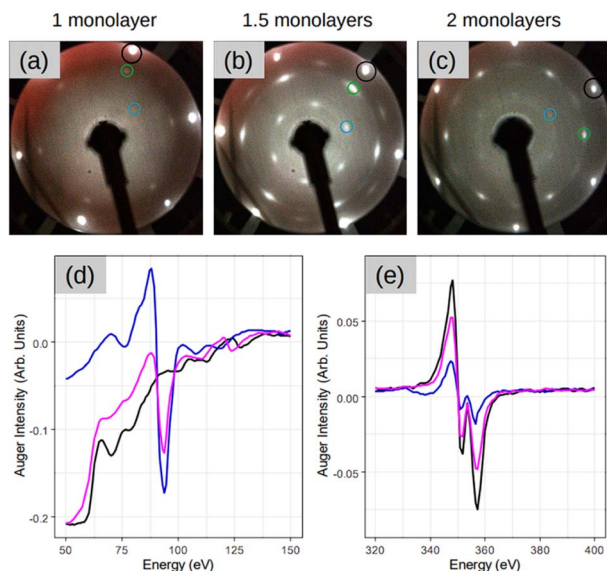 1 monolayer 1.5 monolayers 2 monolayers
(a) (b) (c)
(d) (e)
Auger Intensity (Arb. Units)
0.0
-0.1
-0.2
50 75 100 125 150
Energy (eV)
Auger Intensity (Arb. Units)
0.05
0.00
-0.05
320 340 360 380 400
Energy (eV)